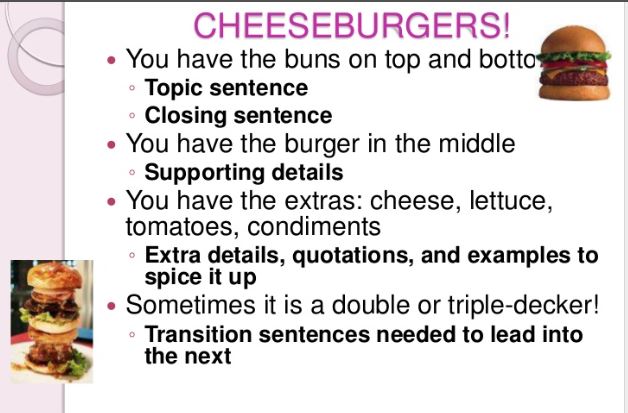 CHEESEBURGERS!
• You have the buns on top and botto
◦ Topic sentence
◦ Closing sentence
• You have the burger in the middle
◦ Supporting details
• You have the extras: cheese, lettuce,
tomatoes, condiments
◦ Extra details, quotations, and examples to
spice it up
• Sometimes it is a double or triple-decker!
◦ Transition sentences needed to lead into
the next